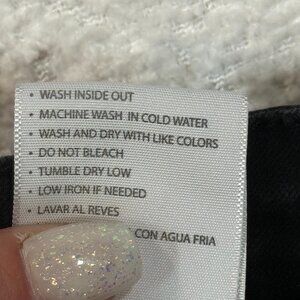 • WASH INSIDE OUT
• MACHINE WASH IN COLD WATER
• WASH AND DRY WITH LIKE COLORS
• DO NOT BLEACH
• TUMBLE DRY LOW
• LOW IRON IF NEEDED
• LAVAR AL REVES
CON AGUA FRIA